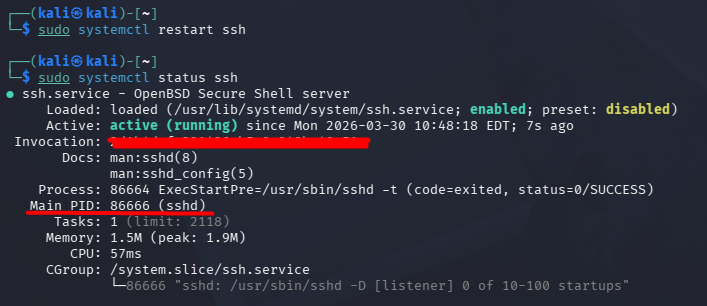 ┌──(kali㉿kali)-[~]
└─$ sudo systemctl restart ssh
┌──(kali㉿kali)-[~]
└─$ sudo systemctl status ssh
● ssh.service - OpenBSD Secure Shell server
Loaded: loaded (/usr/lib/systemd/system/ssh.service; enabled; preset: disabled)
Active: active (running) since Mon 2026-03-30 10:48:18 EDT; 7s ago
Invocation:
Docs: man:sshd(8)
man:sshd_config(5)
Process: 86664 ExecStartPre=/usr/sbin/sshd -t (code=exited, status=0/SUCCESS)
Main PID: 86666 (sshd)
Tasks: 1 (limit: 2118)
Memory: 1.5M (peak: 1.9M)
CPU: 57ms
CGroup: /system.slice/ssh.service
└─86666 "sshd: /usr/sbin/sshd -D [listener] 0 of 10-100 startups"